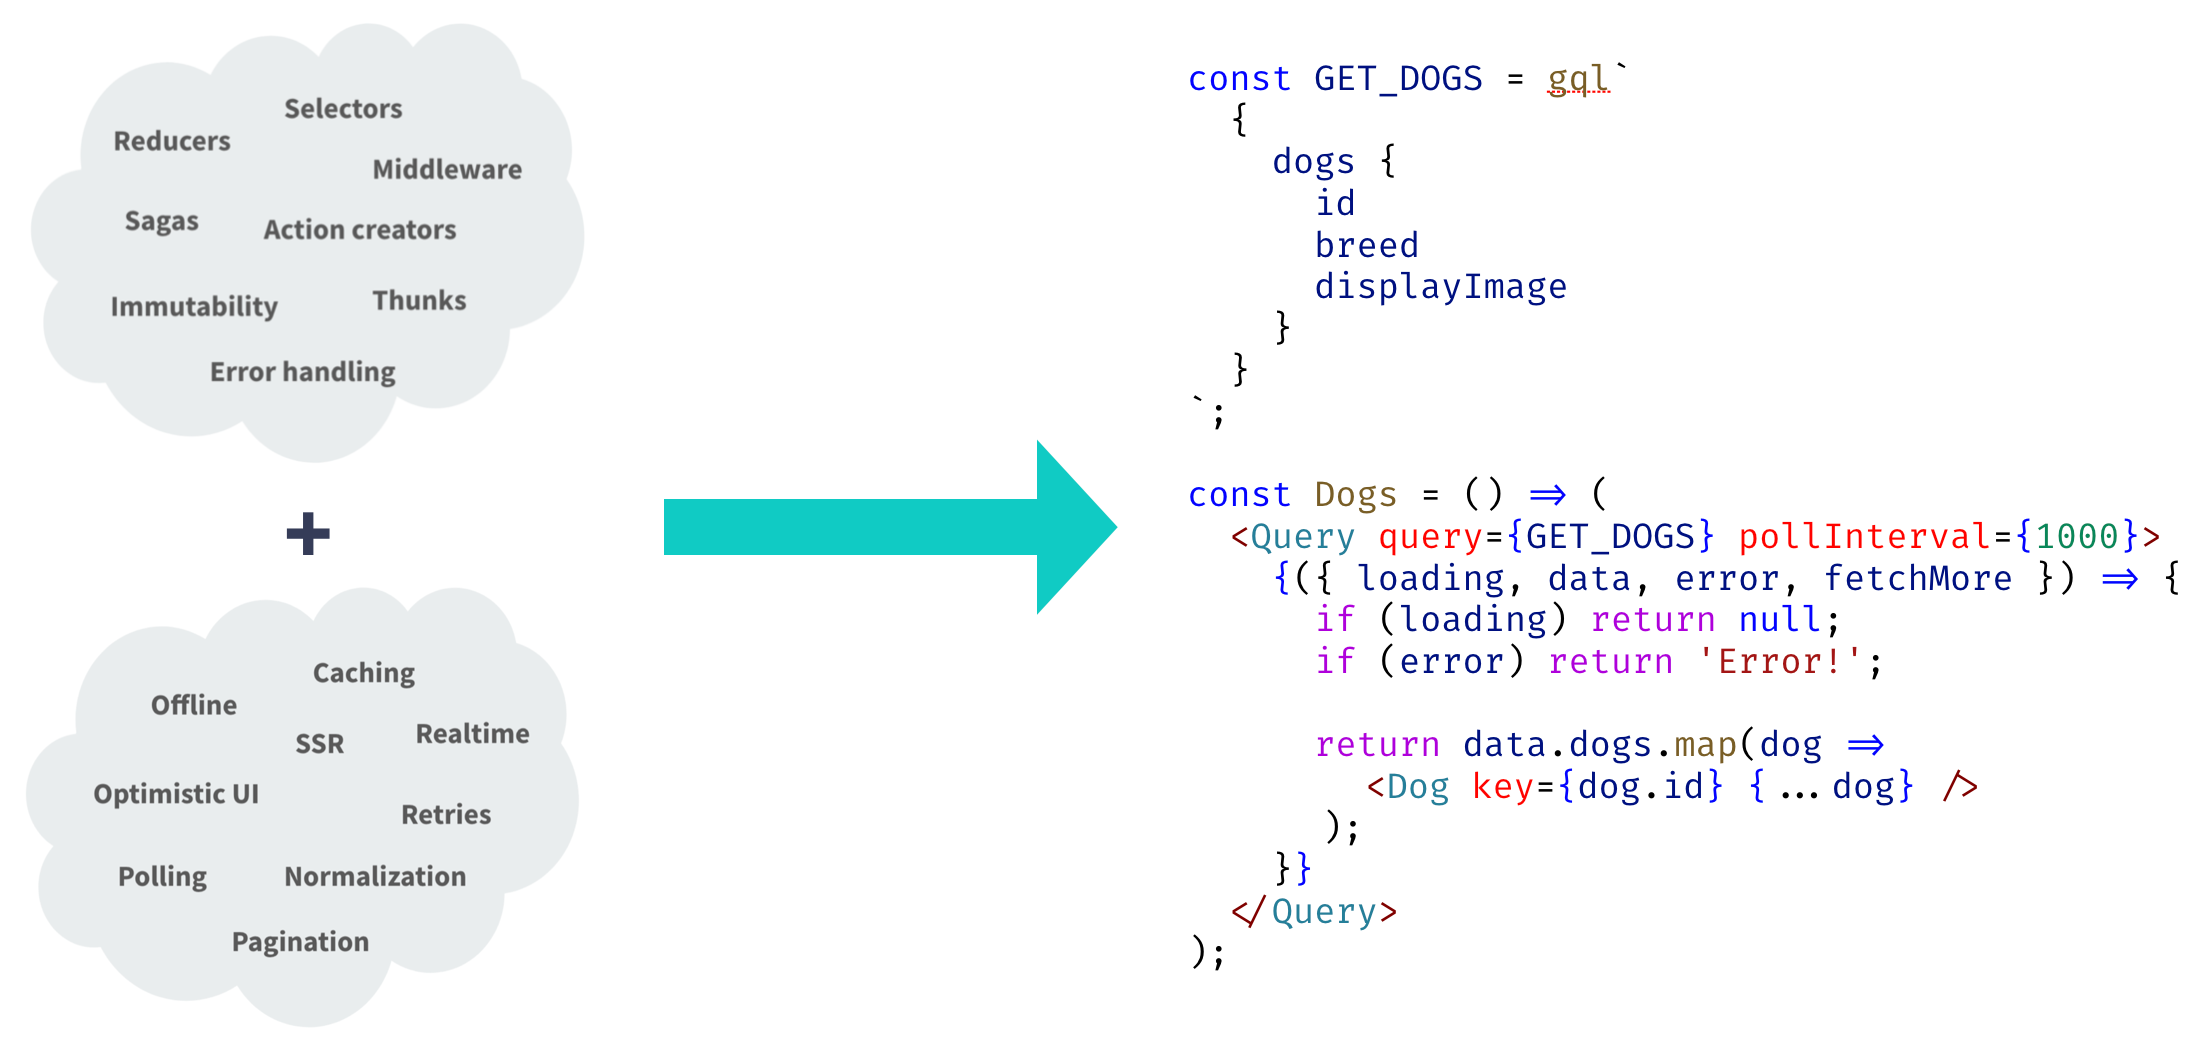 Selectors
Reducers
Middleware
Sagas
Action creators
Immutability
Thunks
Error handling
+
Caching
Offline
SSR
Realtime
Optimistic UI
Retries
Polling
Normalization
Pagination
const GET_DOGS = gql`
  {
    dogs {
      id
      breed
      displayImage
    }
  }
`;
const Dogs = () => (
  <Query query={GET_DOGS} pollInterval={1000}>
    {({ loading, data, error, fetchMore }) => {
      if (loading) return null;
      if (error) return 'Error!';
      return data.dogs.map(dog =>
        <Dog key={dog.id} {...dog} />
      );
    }}
  </Query>
);